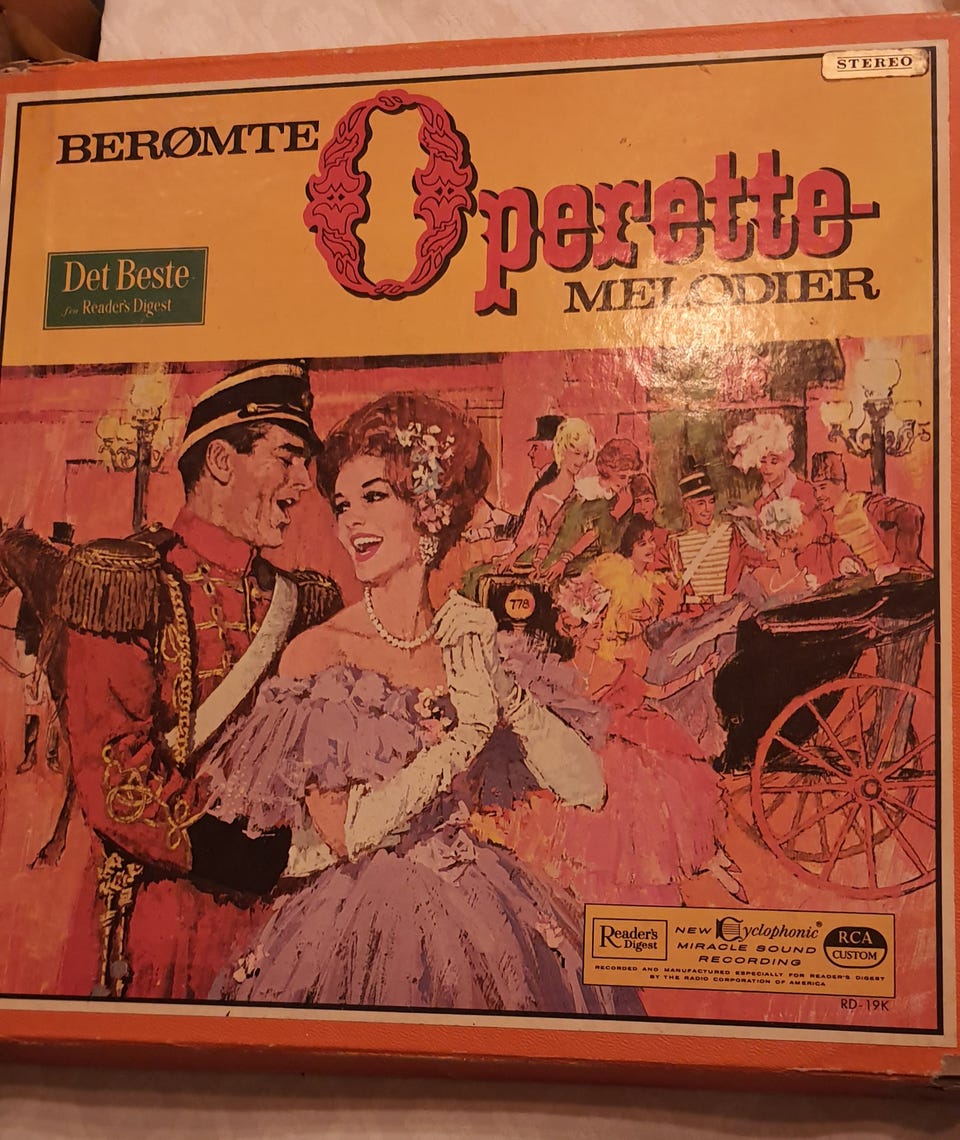 STEREO
BERØMTE
Operette-
MELODIER
Det Beste
fra Reader's Digest
778
Reader's
Digest
NEW Cyclophonic®
MIRACLE SOUND
RECORDING
RCA
CUSTOM
RECORDED AND MANUFACTURED ESPECIALLY FOR READER'S DIGEST
BY THE RADIO CORPORATION OF AMERICA
RD-19K